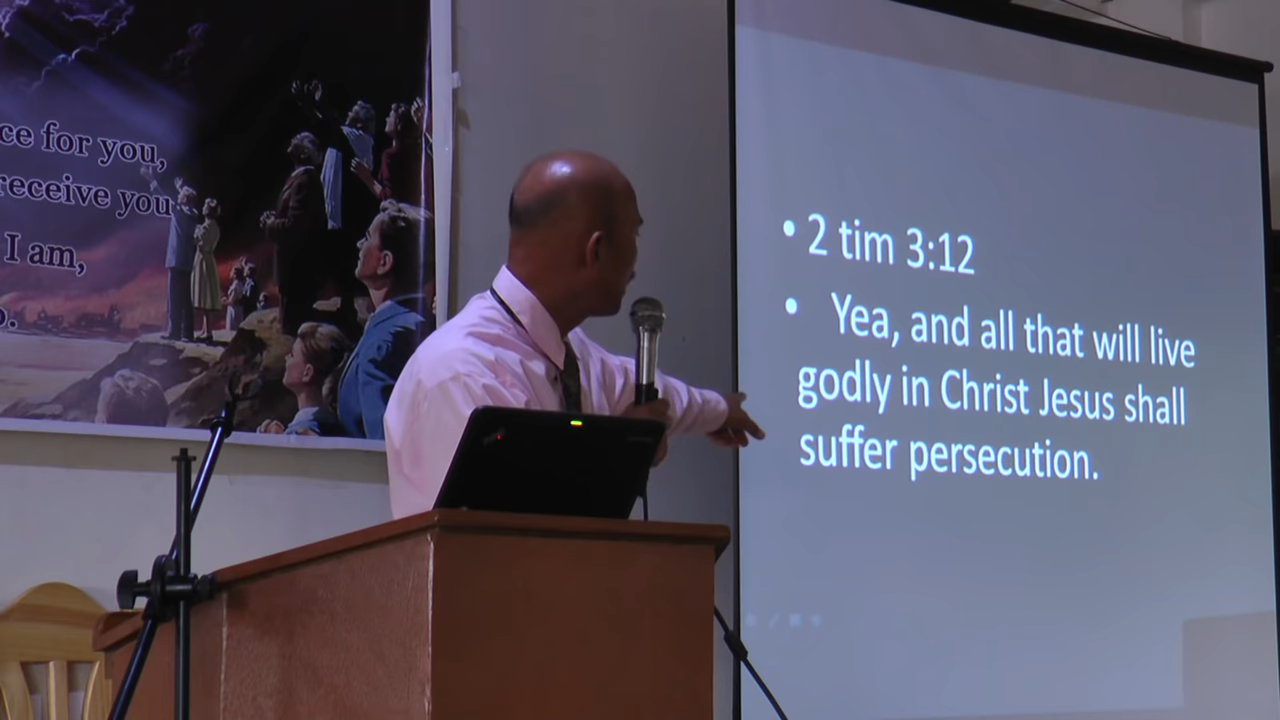 ce for you,
receive you
I am,
o.
• 2 tim 3:12
• Yea, and all that will live
godly in Christ Jesus shall
suffer persecution.